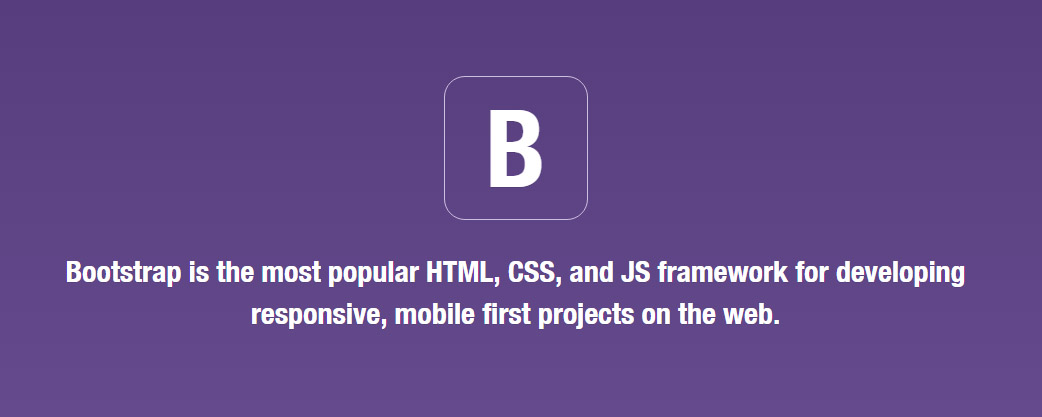 B
Bootstrap is the most popular HTML, CSS, and JS framework for developing
responsive, mobile first projects on the web.